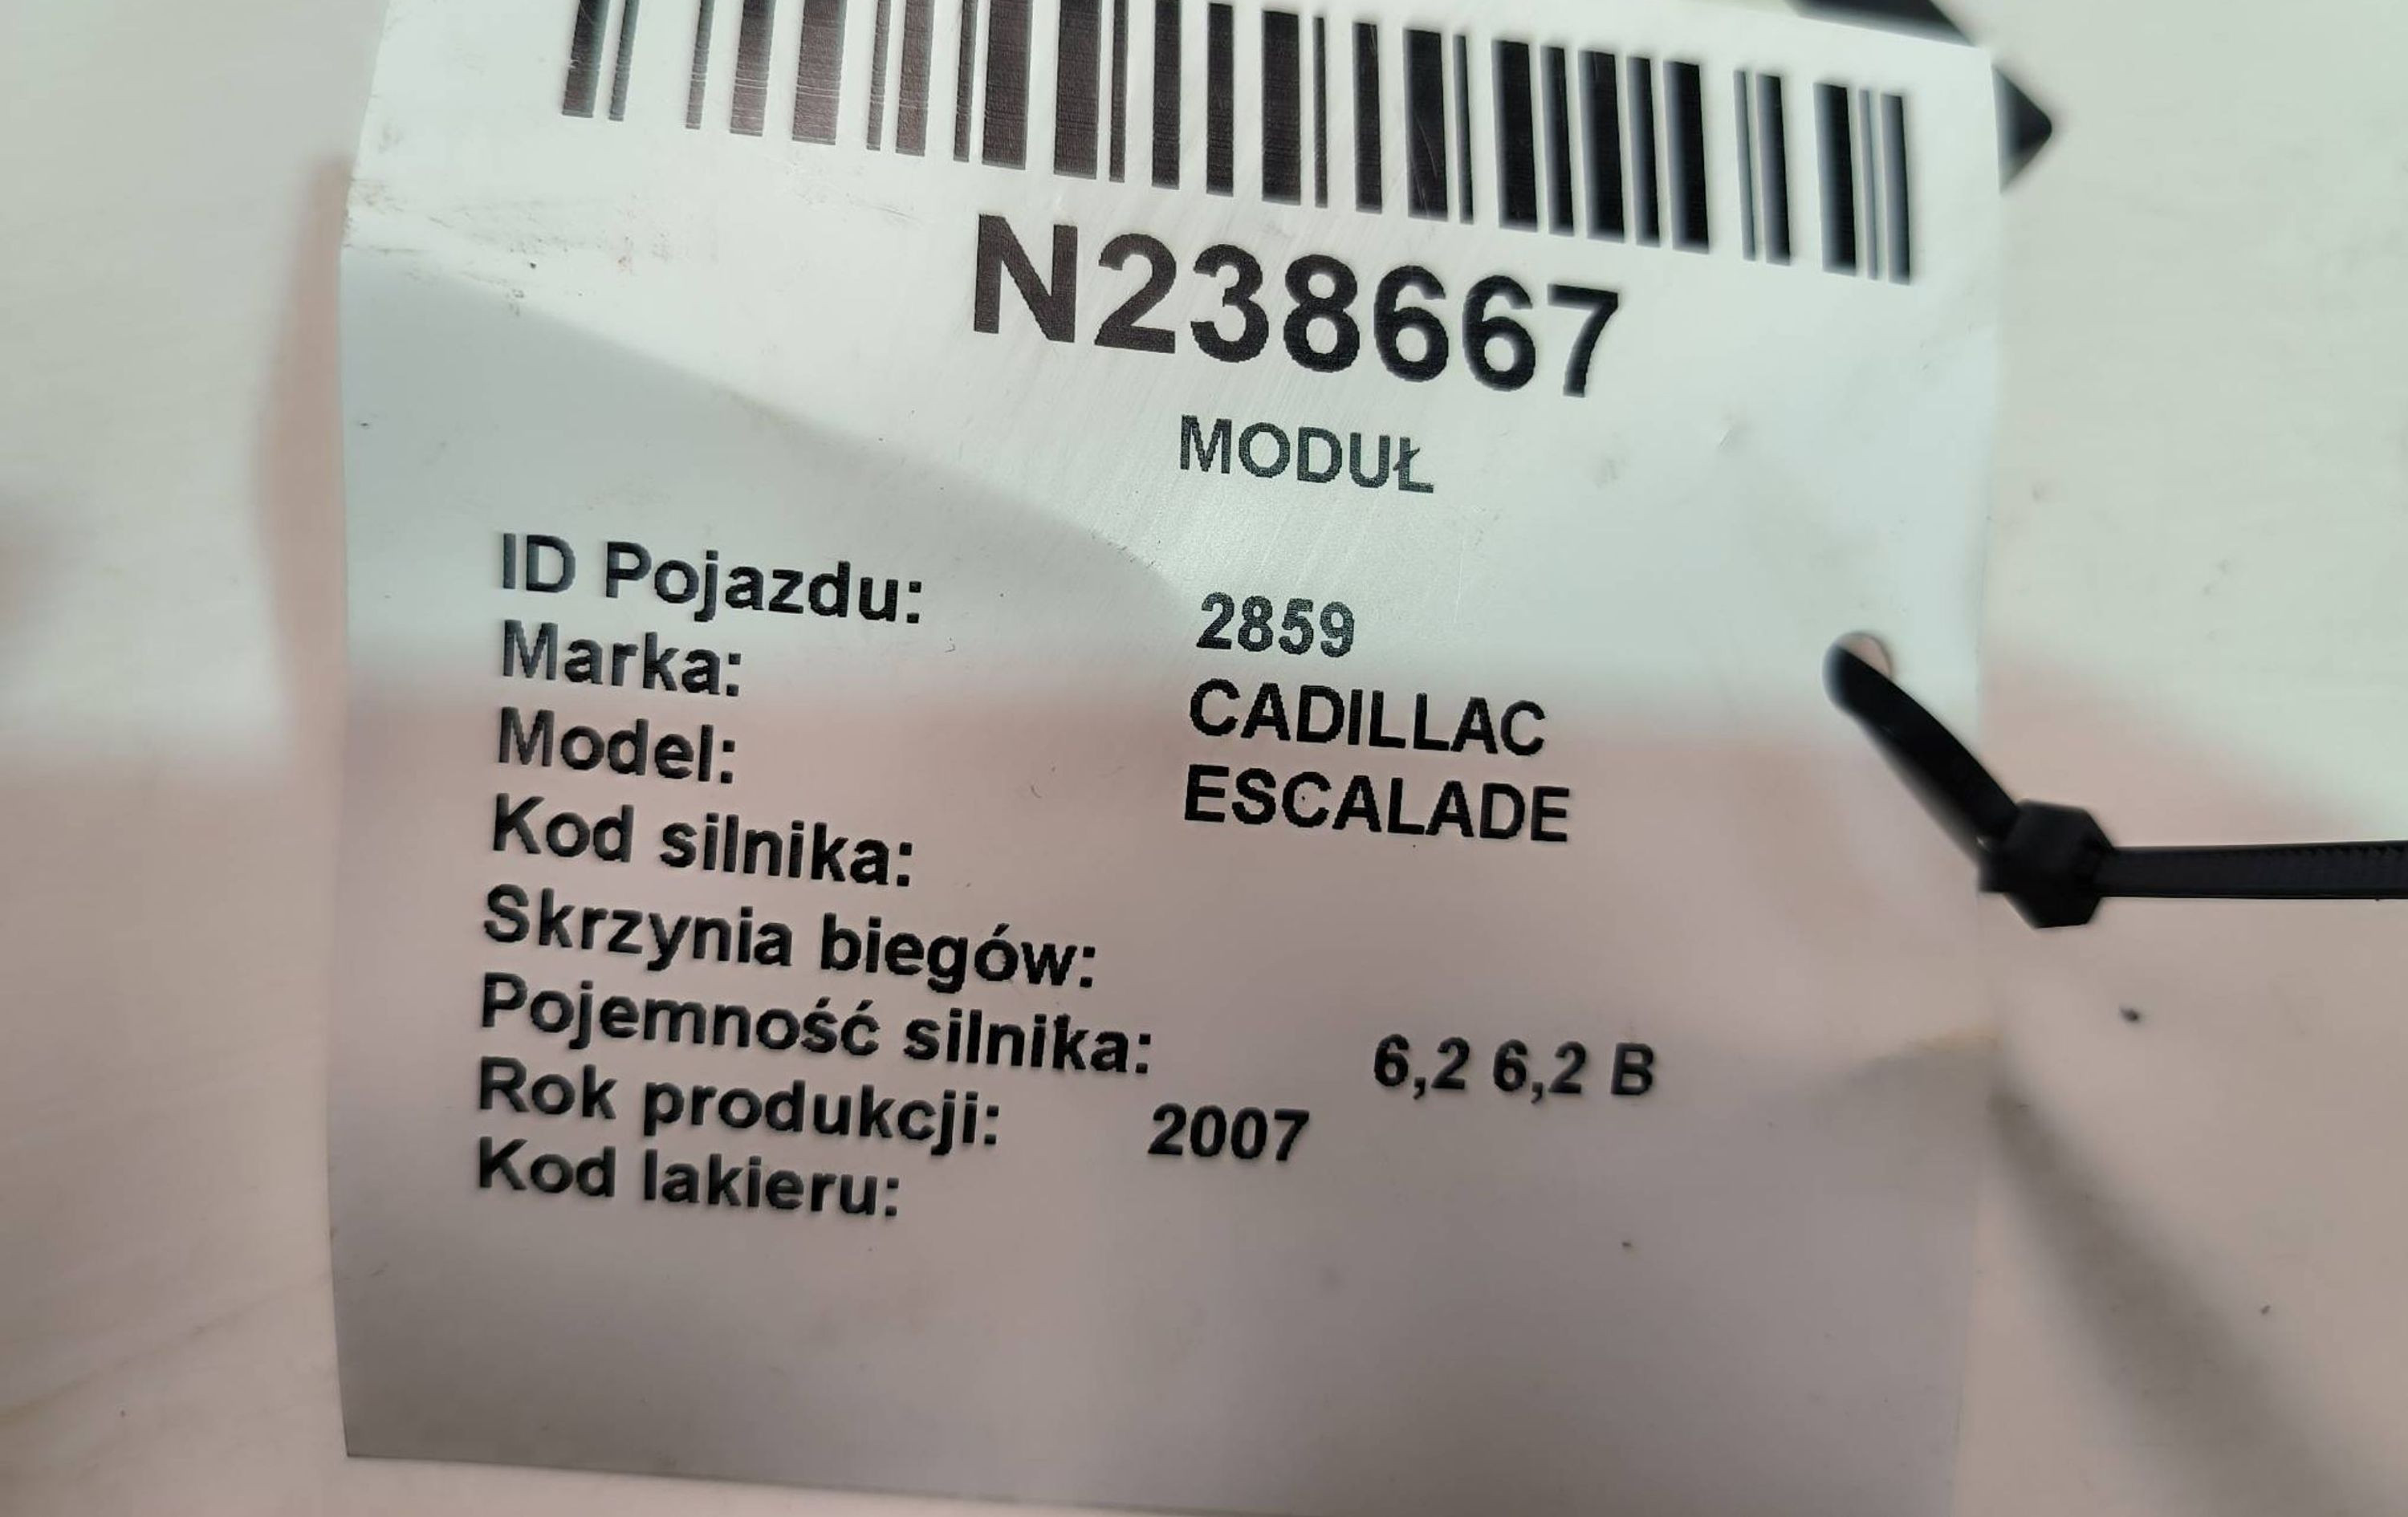 N238667
MODUŁ
ID Pojazdu: 2859
Marka: CADILLAC
Model: ESCALADE
Kod silnika:
Skrzynia biegów:
Pojemność silnika: 6,2 6,2 B
Rok produkcji: 2007
Kod lakieru: